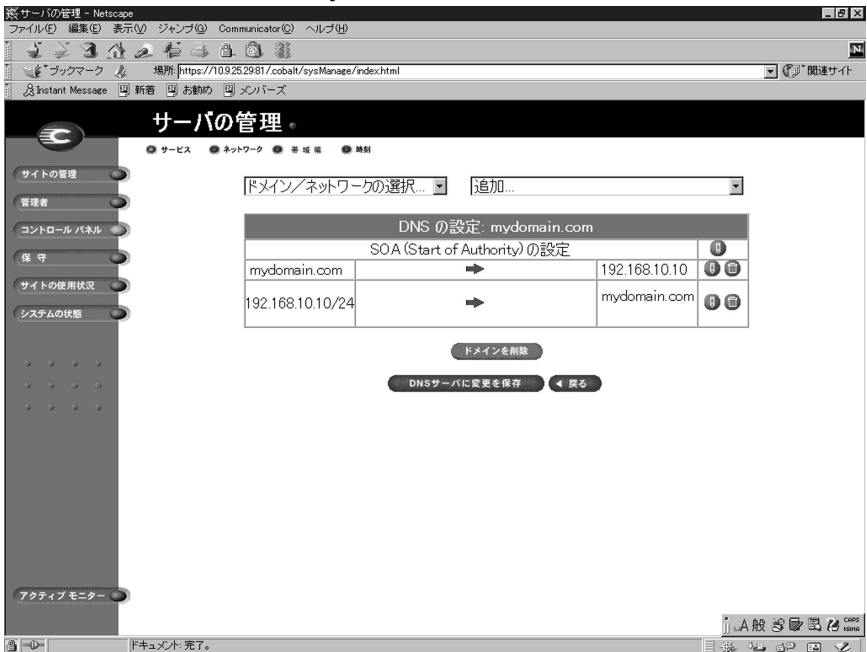 サーバの管理 - Netscape
ファイル(F) 編集(E) 表示(V) ジャンプ(G) Communicator(C) ヘルプ(H)
ブックマーク 場所: https://10.9.25.29:81/.cobalt/sysManage/index.html 関連サイト
Instant Message 新着 お勧め メンバーズ
サーバの管理
サービス ネットワーク 帯域幅 時刻
サイトの管理
管理者
コントロール パネル
保 守
サイトの使用状況
システムの状態
アクティブ モニター
ドメイン/ネットワークの選択... 追加...
DNS の設定: mydomain.com
SOA (Start of Authority) の設定
mydomain.com 192.168.10.10
192.168.10.10/24 mydomain.com
ドメインを削除
DNSサーバに変更を保存 戻る
A 般 CAPS
KANA
ドキュメント: 完了。